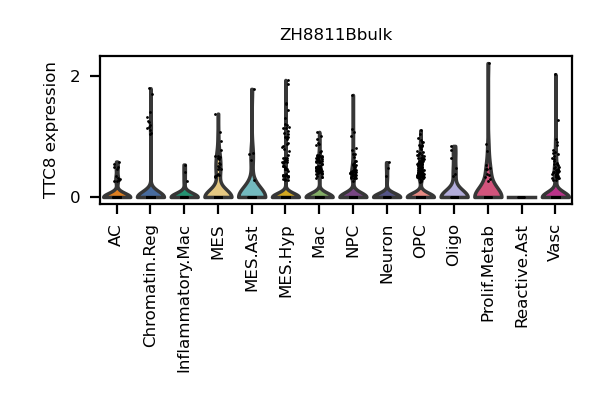 ZH8811Bbulk
TTC8 expression
2
0
AC
Chromatin.Reg
Inflammatory.Mac
MES
MES.Ast
MES.Hyp
Mac
NPC
Neuron
OPC
Oligo
Prolif.Metab
Reactive.Ast
Vasc